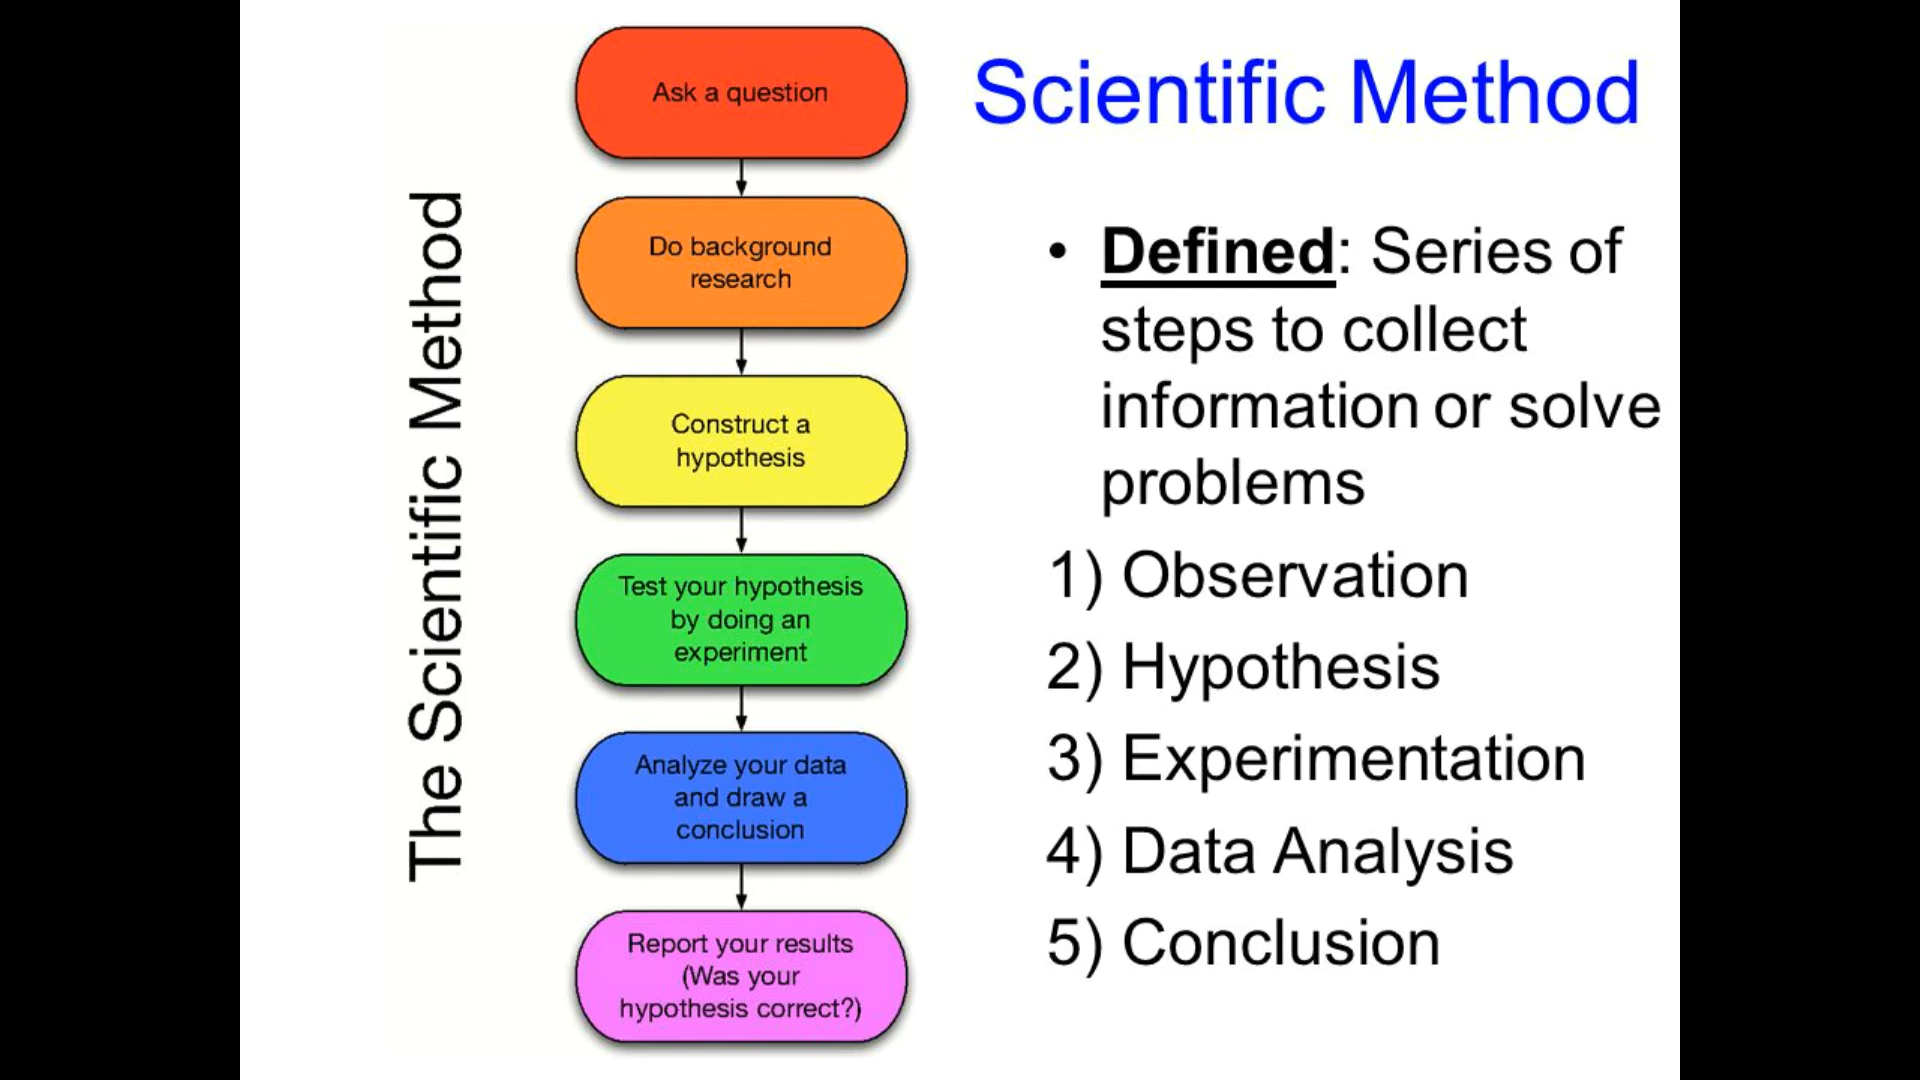 The Scientific Method
Ask a question
Do background
research
Construct a
hypothesis
Test your hypothesis
by doing an
experiment
Analyze your data
and draw a
conclusion
Report your results
(Was your
hypothesis correct?)
Scientific Method
• Defined: Series of
steps to collect
information or solve
problems
1) Observation
2) Hypothesis
3) Experimentation
4) Data Analysis
5) Conclusion